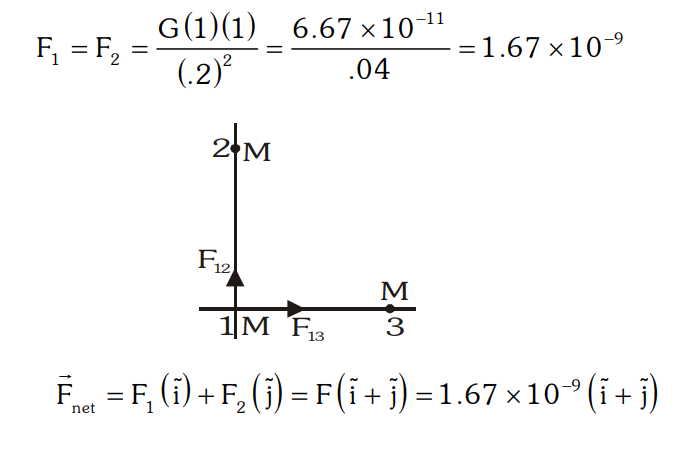 F₁ = F₂ = G(1)(1) / (.2)² = 6.67 × 10⁻¹¹ / .04 = 1.67 × 10⁻⁹
2 M
F₁₂
M
1 M F₁₃ 3
F⃗ₙₑₜ = F₁(ĩ) + F₂(j̃) = F(ĩ + j̃) = 1.67 × 10⁻⁹(ĩ + j̃)